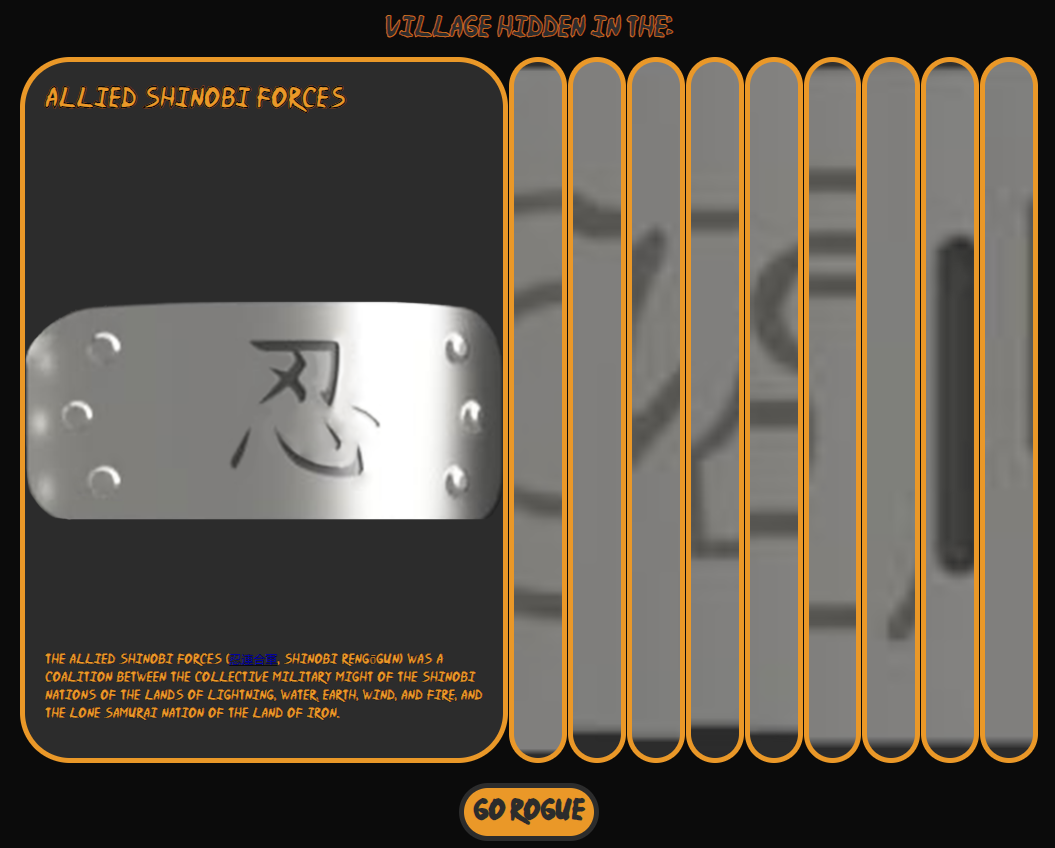 VILLAGE HIDDEN IN THE:
ALLIED SHINOBI FORCES
忍
THE ALLIED SHINOBI FORCES (忍連合軍, SHINOBI RENGŌGUN) WAS A
COALITION BETWEEN THE COLLECTIVE MILITARY MIGHT OF THE SHINOBI
NATIONS OF THE LANDS OF LIGHTNING, WATER, EARTH, WIND, AND FIRE, AND
THE LONE SAMURAI NATION OF THE LAND OF IRON.
GO ROGUE